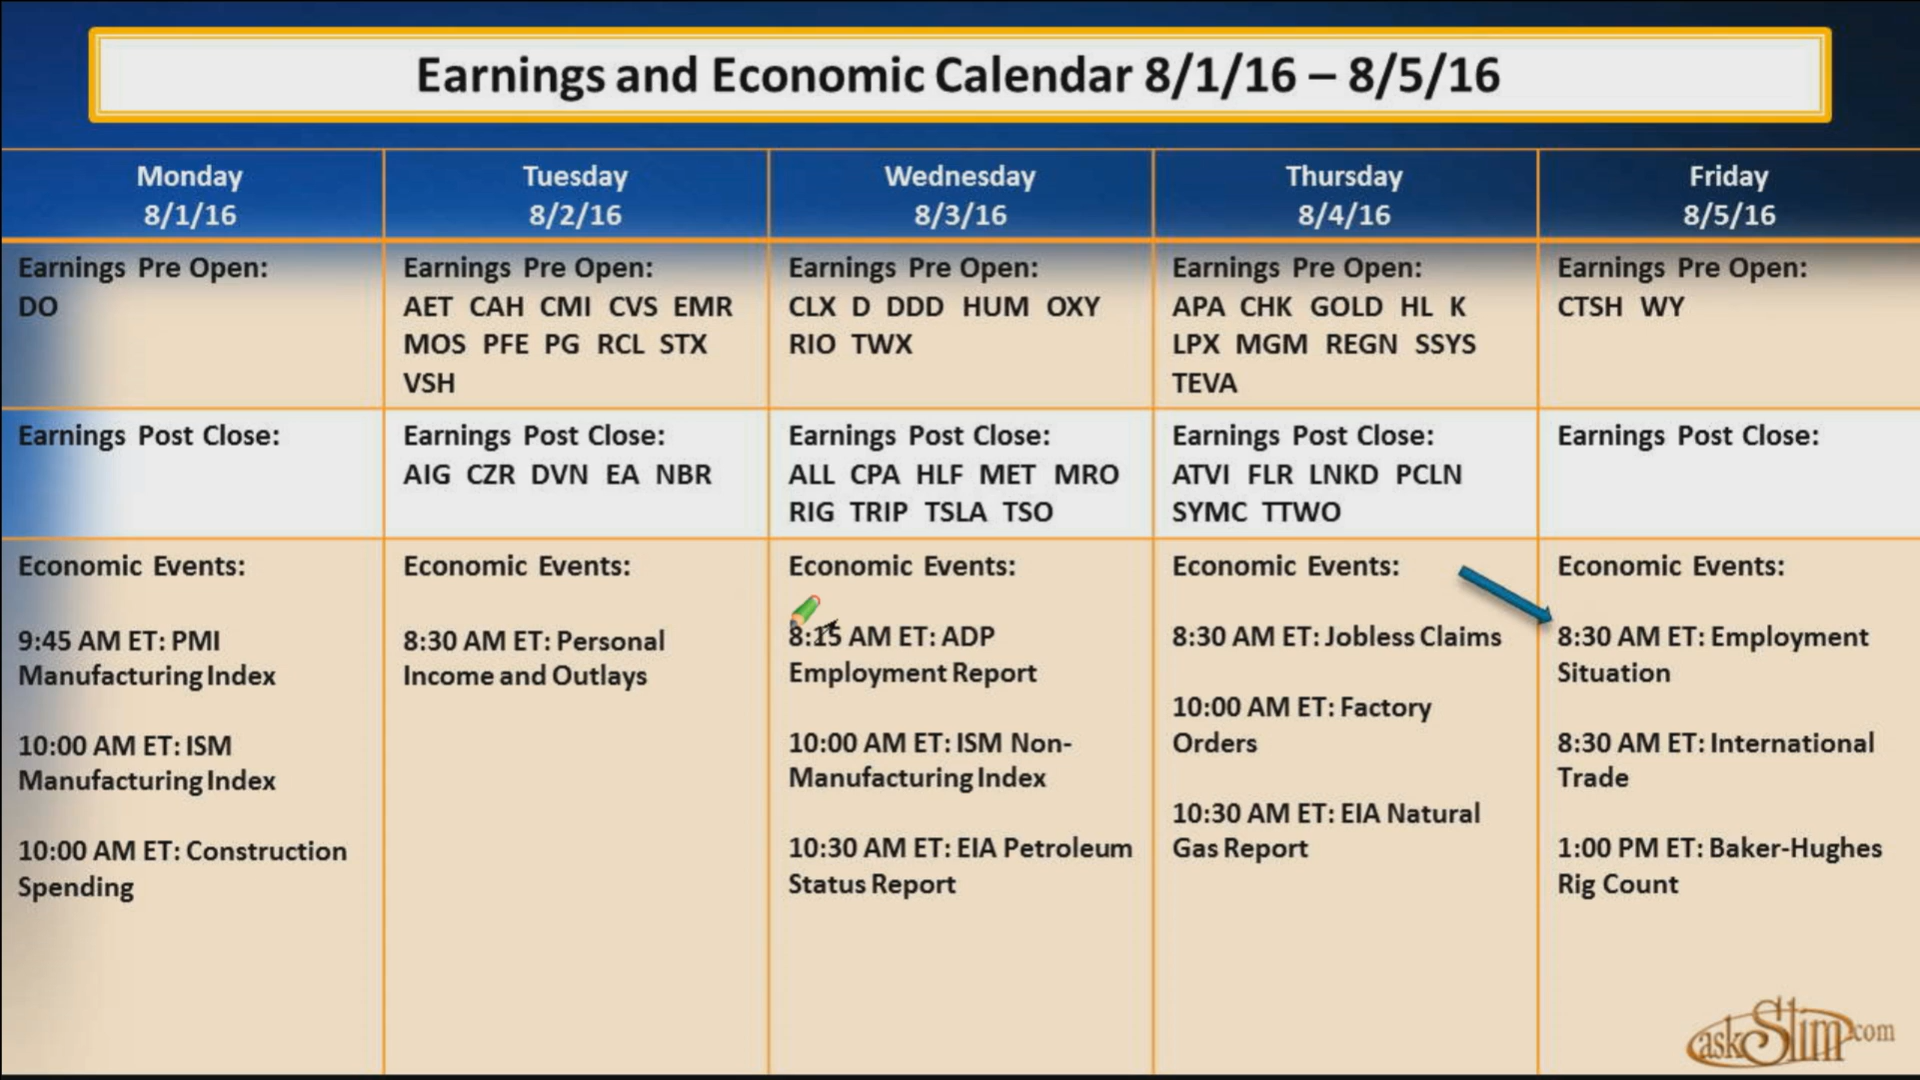 Earnings and Economic Calendar 8/1/16 – 8/5/16
Monday
8/1/16
Tuesday
8/2/16
Wednesday
8/3/16
Thursday
8/4/16
Friday
8/5/16
Earnings Pre Open:
DO
Earnings Pre Open:
AET CAH CMI CVS EMR
MOS PFE PG RCL STX
VSH
Earnings Pre Open:
CLX D DDD HUM OXY
RIO TWX
Earnings Pre Open:
APA CHK GOLD HL K
LPX MGM REGN SSYS
TEVA
Earnings Pre Open:
CTSH WY
Earnings Post Close:
Earnings Post Close:
AIG CZR DVN EA NBR
Earnings Post Close:
ALL CPA HLF MET MRO
RIG TRIP TSLA TSO
Earnings Post Close:
ATVI FLR LNKD PCLN
SYMC TTWO
Earnings Post Close:
Economic Events:
9:45 AM ET: PMI
Manufacturing Index
10:00 AM ET: ISM
Manufacturing Index
10:00 AM ET: Construction
Spending
Economic Events:
8:30 AM ET: Personal
Income and Outlays
Economic Events:
8:15 AM ET: ADP
Employment Report
10:00 AM ET: ISM Non-
Manufacturing Index
10:30 AM ET: EIA Petroleum
Status Report
Economic Events:
8:30 AM ET: Jobless Claims
10:00 AM ET: Factory
Orders
10:30 AM ET: EIA Natural
Gas Report
Economic Events:
8:30 AM ET: Employment
Situation
8:30 AM ET: International
Trade
1:00 PM ET: Baker-Hughes
Rig Count
askSlim.com